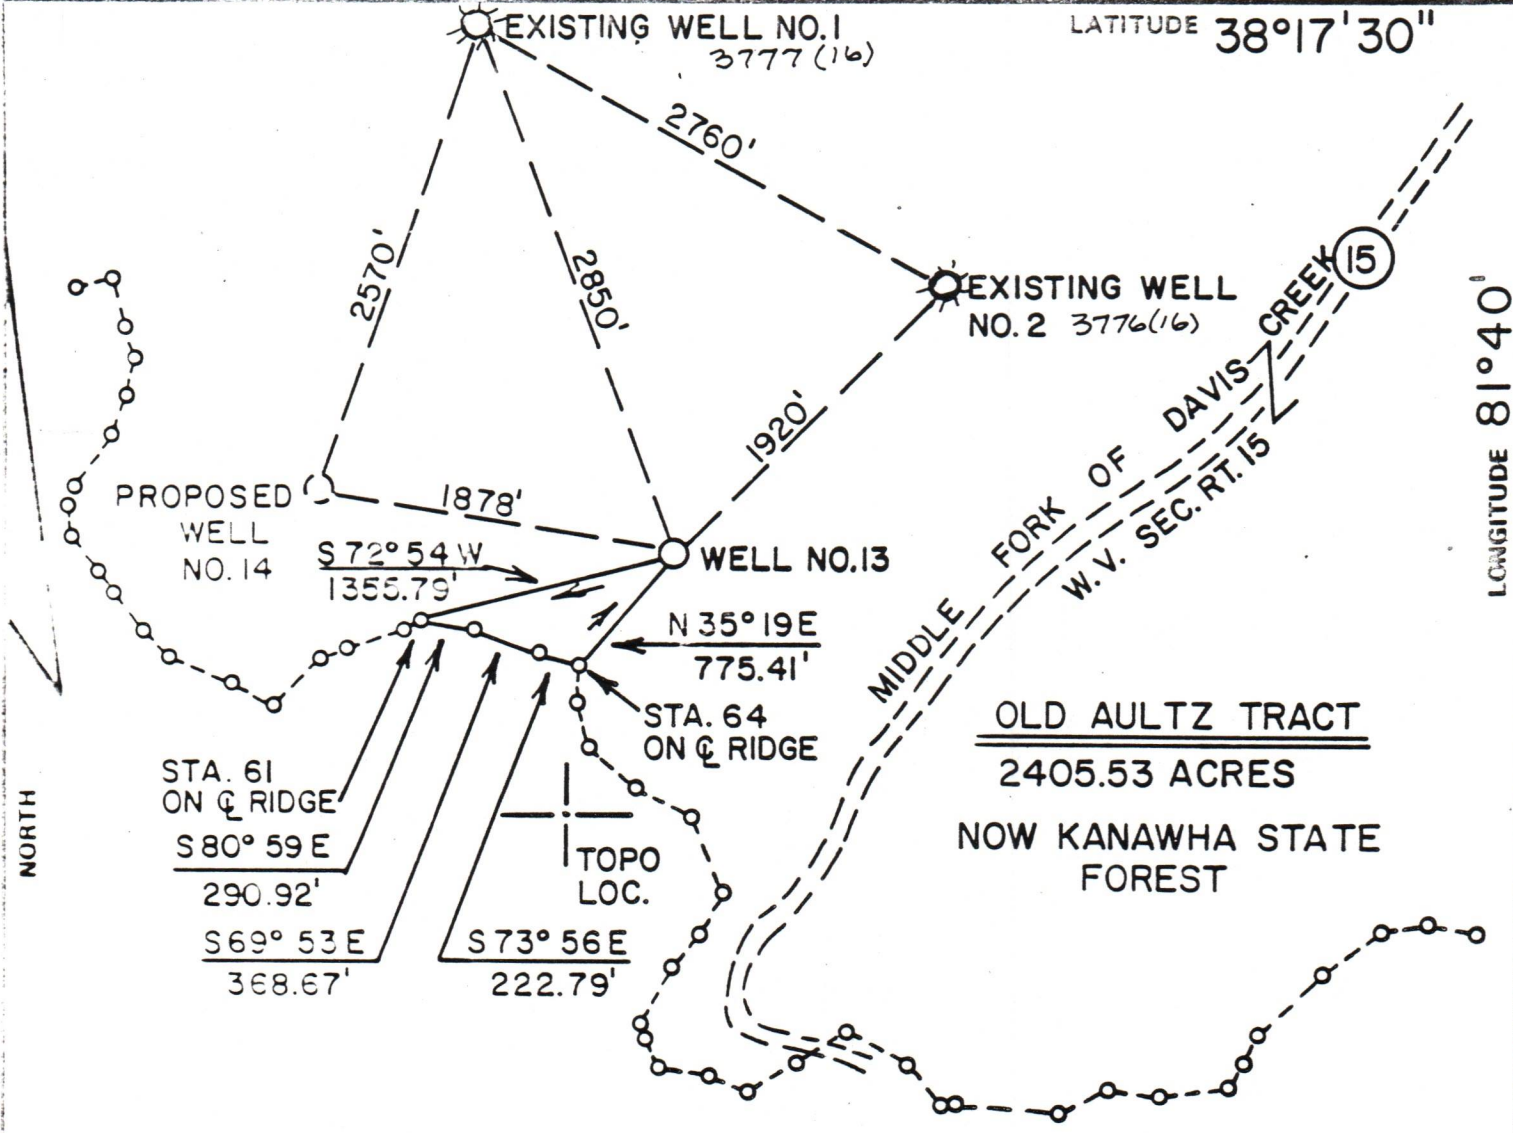 EXISTING WELL NO.1
3777 (16)
LATITUDE 38°17'30"
2760'
2570'
2850'
EXISTING WELL
NO. 2 3776(16)
15
LONGITUDE 81°40'
1920'
MIDDLE FORK OF DAVIS CREEK
W. V. SEC. RT. 15
PROPOSED
WELL
NO. 14
1878'
S 72° 54 W
1355.79'
WELL NO.13
N 35° 19 E
775.41'
STA. 64
ON ℄ RIDGE
OLD AULTZ TRACT
2405.53 ACRES
NOW KANAWHA STATE
FOREST
STA. 61
ON ℄ RIDGE
NORTH
S 80° 59 E
290.92'
TOPO
LOC.
S 69° 53 E
368.67'
S 73° 56 E
222.79'